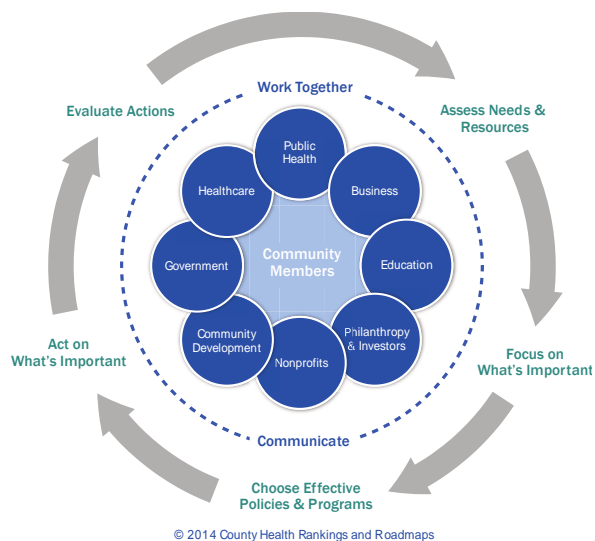 Work Together
Evaluate Actions
Assess Needs &
Resources
Public
Health
Healthcare
Business
Community
Members
Government
Education
Community
Development
Philanthropy
& Investors
Nonprofits
Act on
What's Important
Focus on
What's Important
Communicate
Choose Effective
Policies & Programs
© 2014 County Health Rankings and Roadmaps